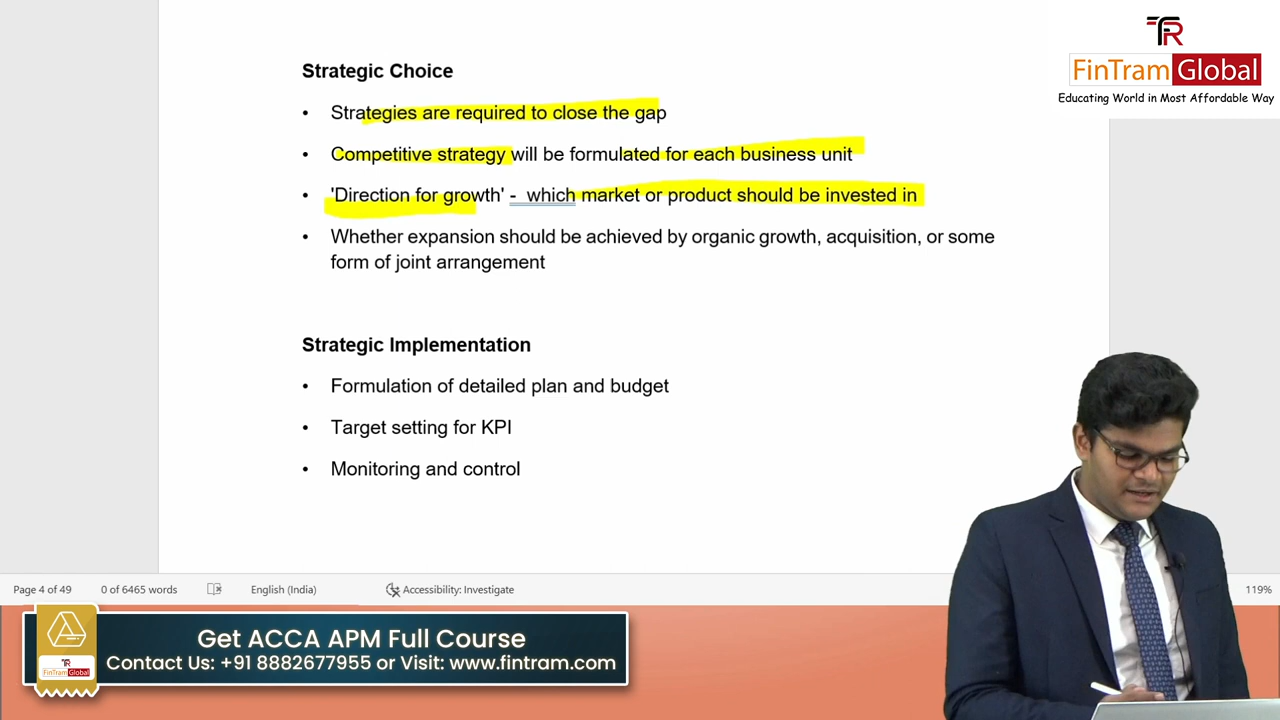 TR
FinTram Global
Educating World in Most Affordable Way
Strategic Choice
• Strategies are required to close the gap
• Competitive strategy will be formulated for each business unit
• 'Direction for growth' - which market or product should be invested in
• Whether expansion should be achieved by organic growth, acquisition, or some
form of joint arrangement
Strategic Implementation
• Formulation of detailed plan and budget
• Target setting for KPI
• Monitoring and control
Page 4 of 49 0 of 6465 words English (India) Accessibility: Investigate 119%
TR
FinTram Global
Get ACCA APM Full Course
Contact Us: +91 8882677955 or Visit: www.fintram.com